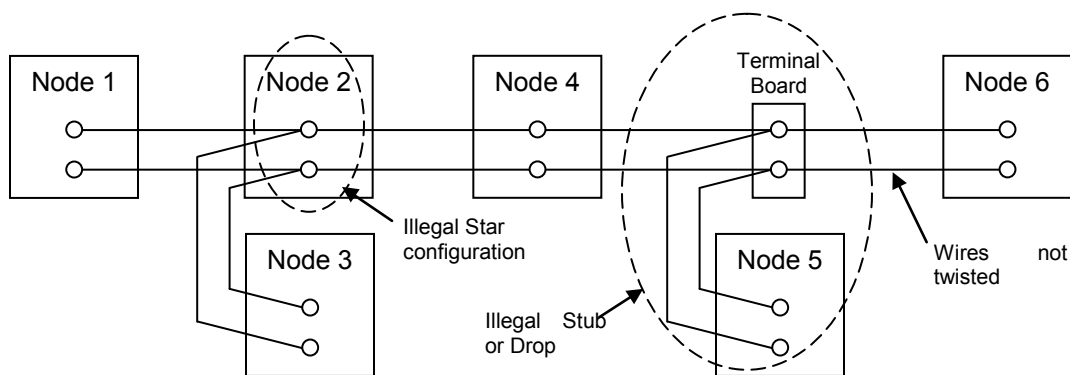 Node 1
Node 2
Node 4
Terminal
Board
Node 6
Illegal Star
configuration
Node 3
Node 5
Wires not
twisted
Illegal Stub
or Drop